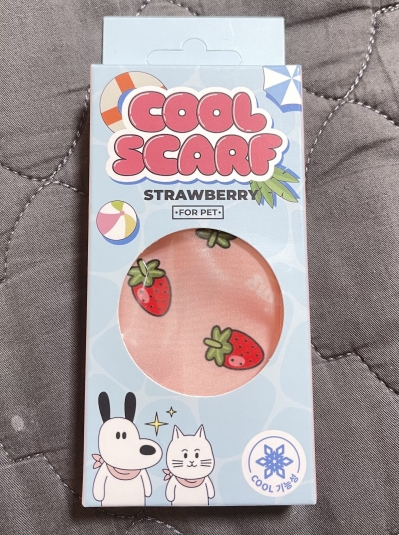 COOL
SCARF
STRAWBERRY
•FOR PET•
COOL 기능성